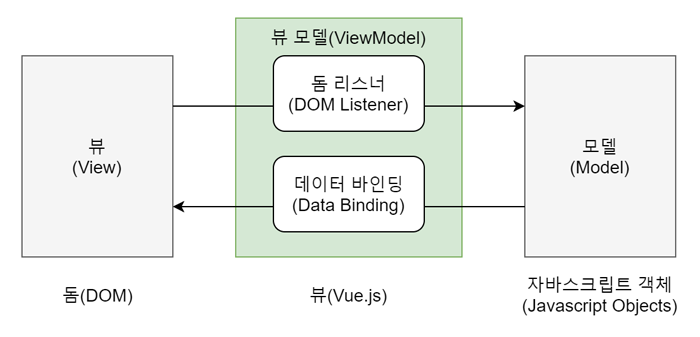 뷰 모델(ViewModel)
돔 리스너
(DOM Listener)
뷰
(View)
모델
(Model)
데이터 바인딩
(Data Binding)
돔(DOM)
뷰(Vue.js)
자바스크립트 객체
(Javascript Objects)